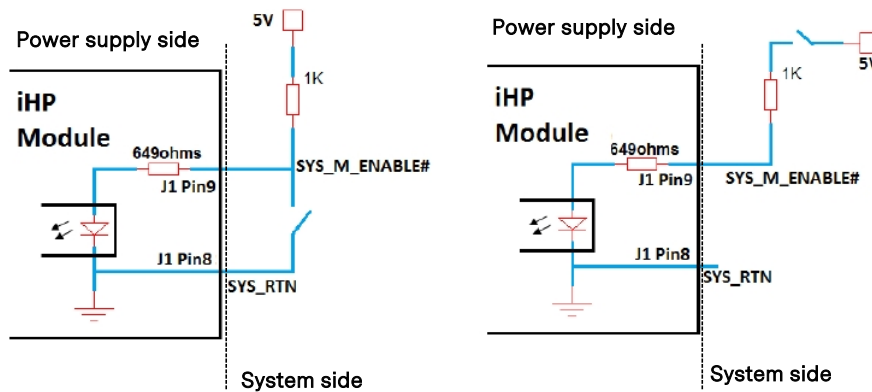 Power supply side
5V
1K
iHP
Module
649ohms
SYS_M_ENABLE#
J1 Pin9
J1 Pin8
SYS_RTN
System side
Power supply side
5V
1K
iHP
Module
649ohms
J1 Pin9
SYS_M_ENABLE#
J1 Pin8
SYS_RTN
System side